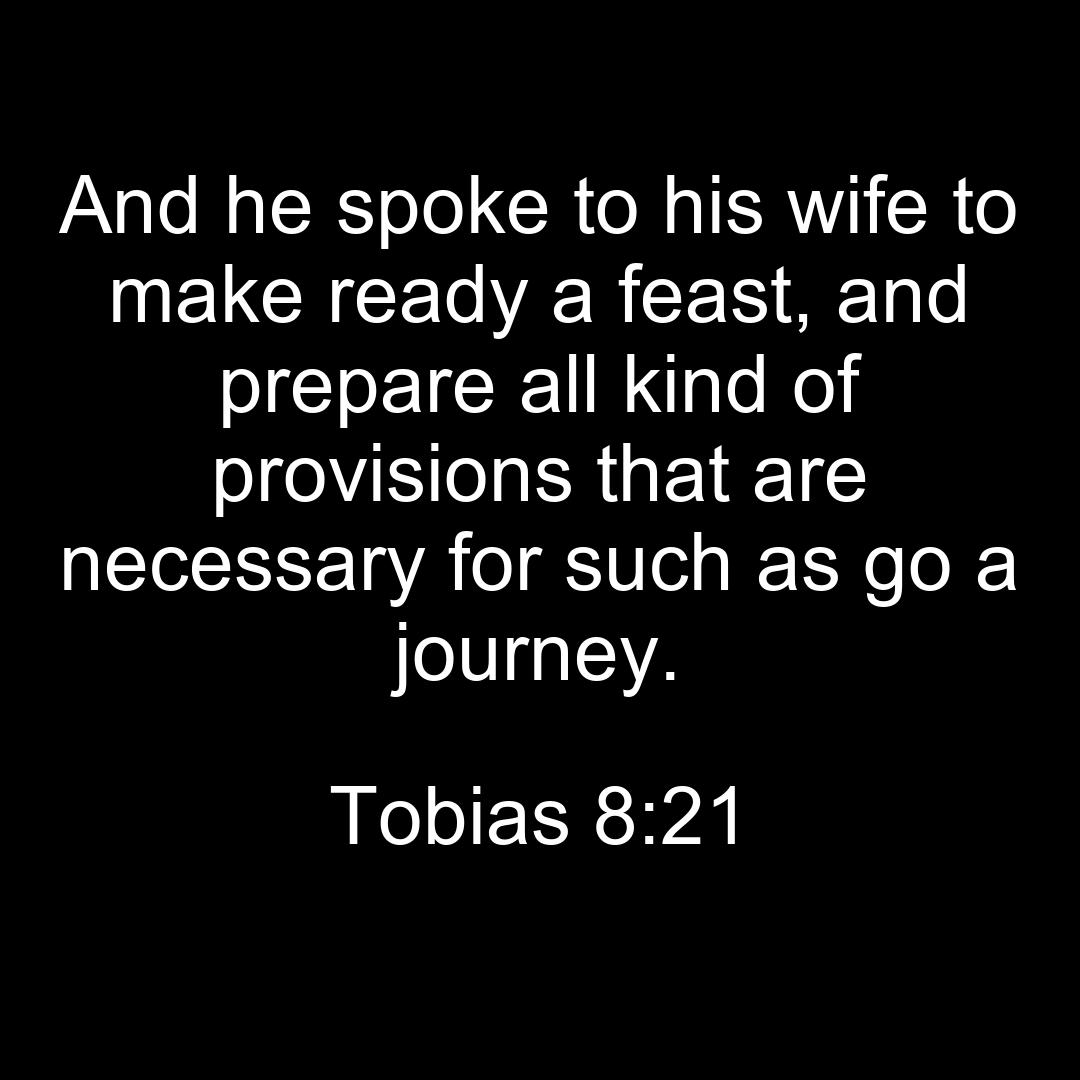 And he spoke to his wife to
make ready a feast, and
prepare all kind of
provisions that are
necessary for such as go a
journey.
Tobias 8:21